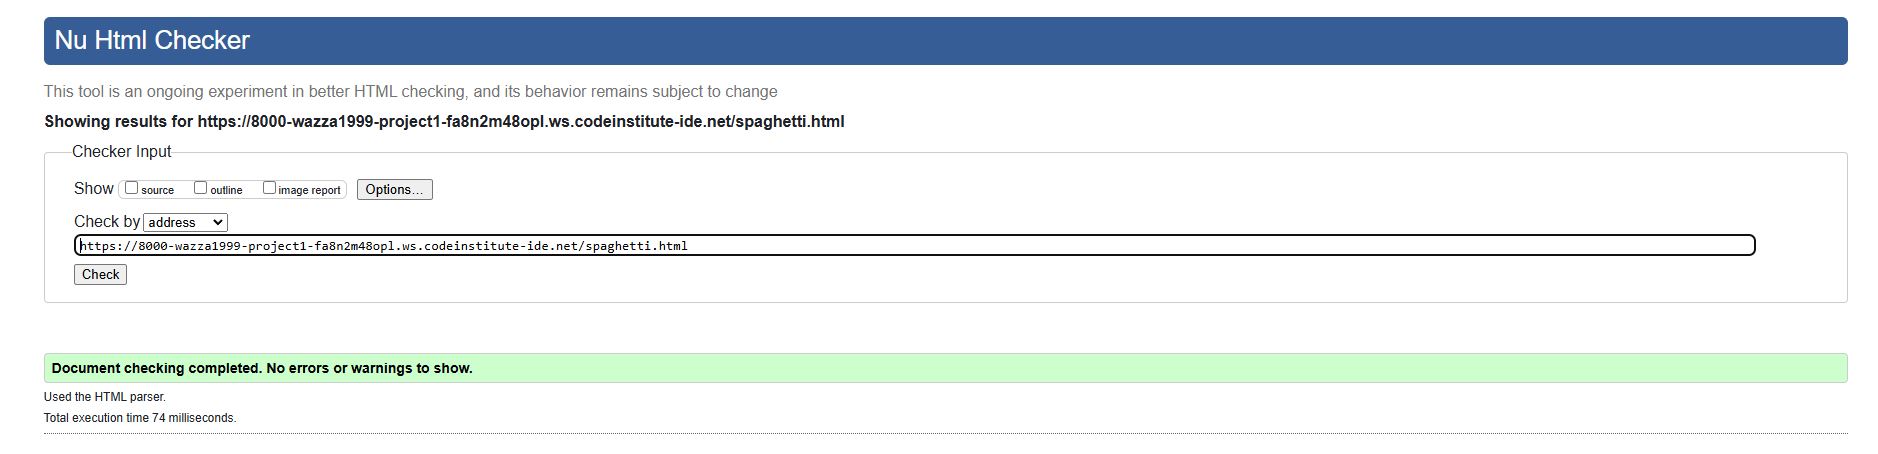 Nu Html Checker
This tool is an ongoing experiment in better HTML checking, and its behavior remains subject to change
Showing results for https://8000-wazza1999-project1-fa8n2m48opl.ws.codeinstitute-ide.net/spaghetti.html
Checker Input
Show source outline image report Options...
Check by address
https://8000-wazza1999-project1-fa8n2m48opl.ws.codeinstitute-ide.net/spaghetti.html
Check
Document checking completed. No errors or warnings to show.
Used the HTML parser.
Total execution time 74 milliseconds.